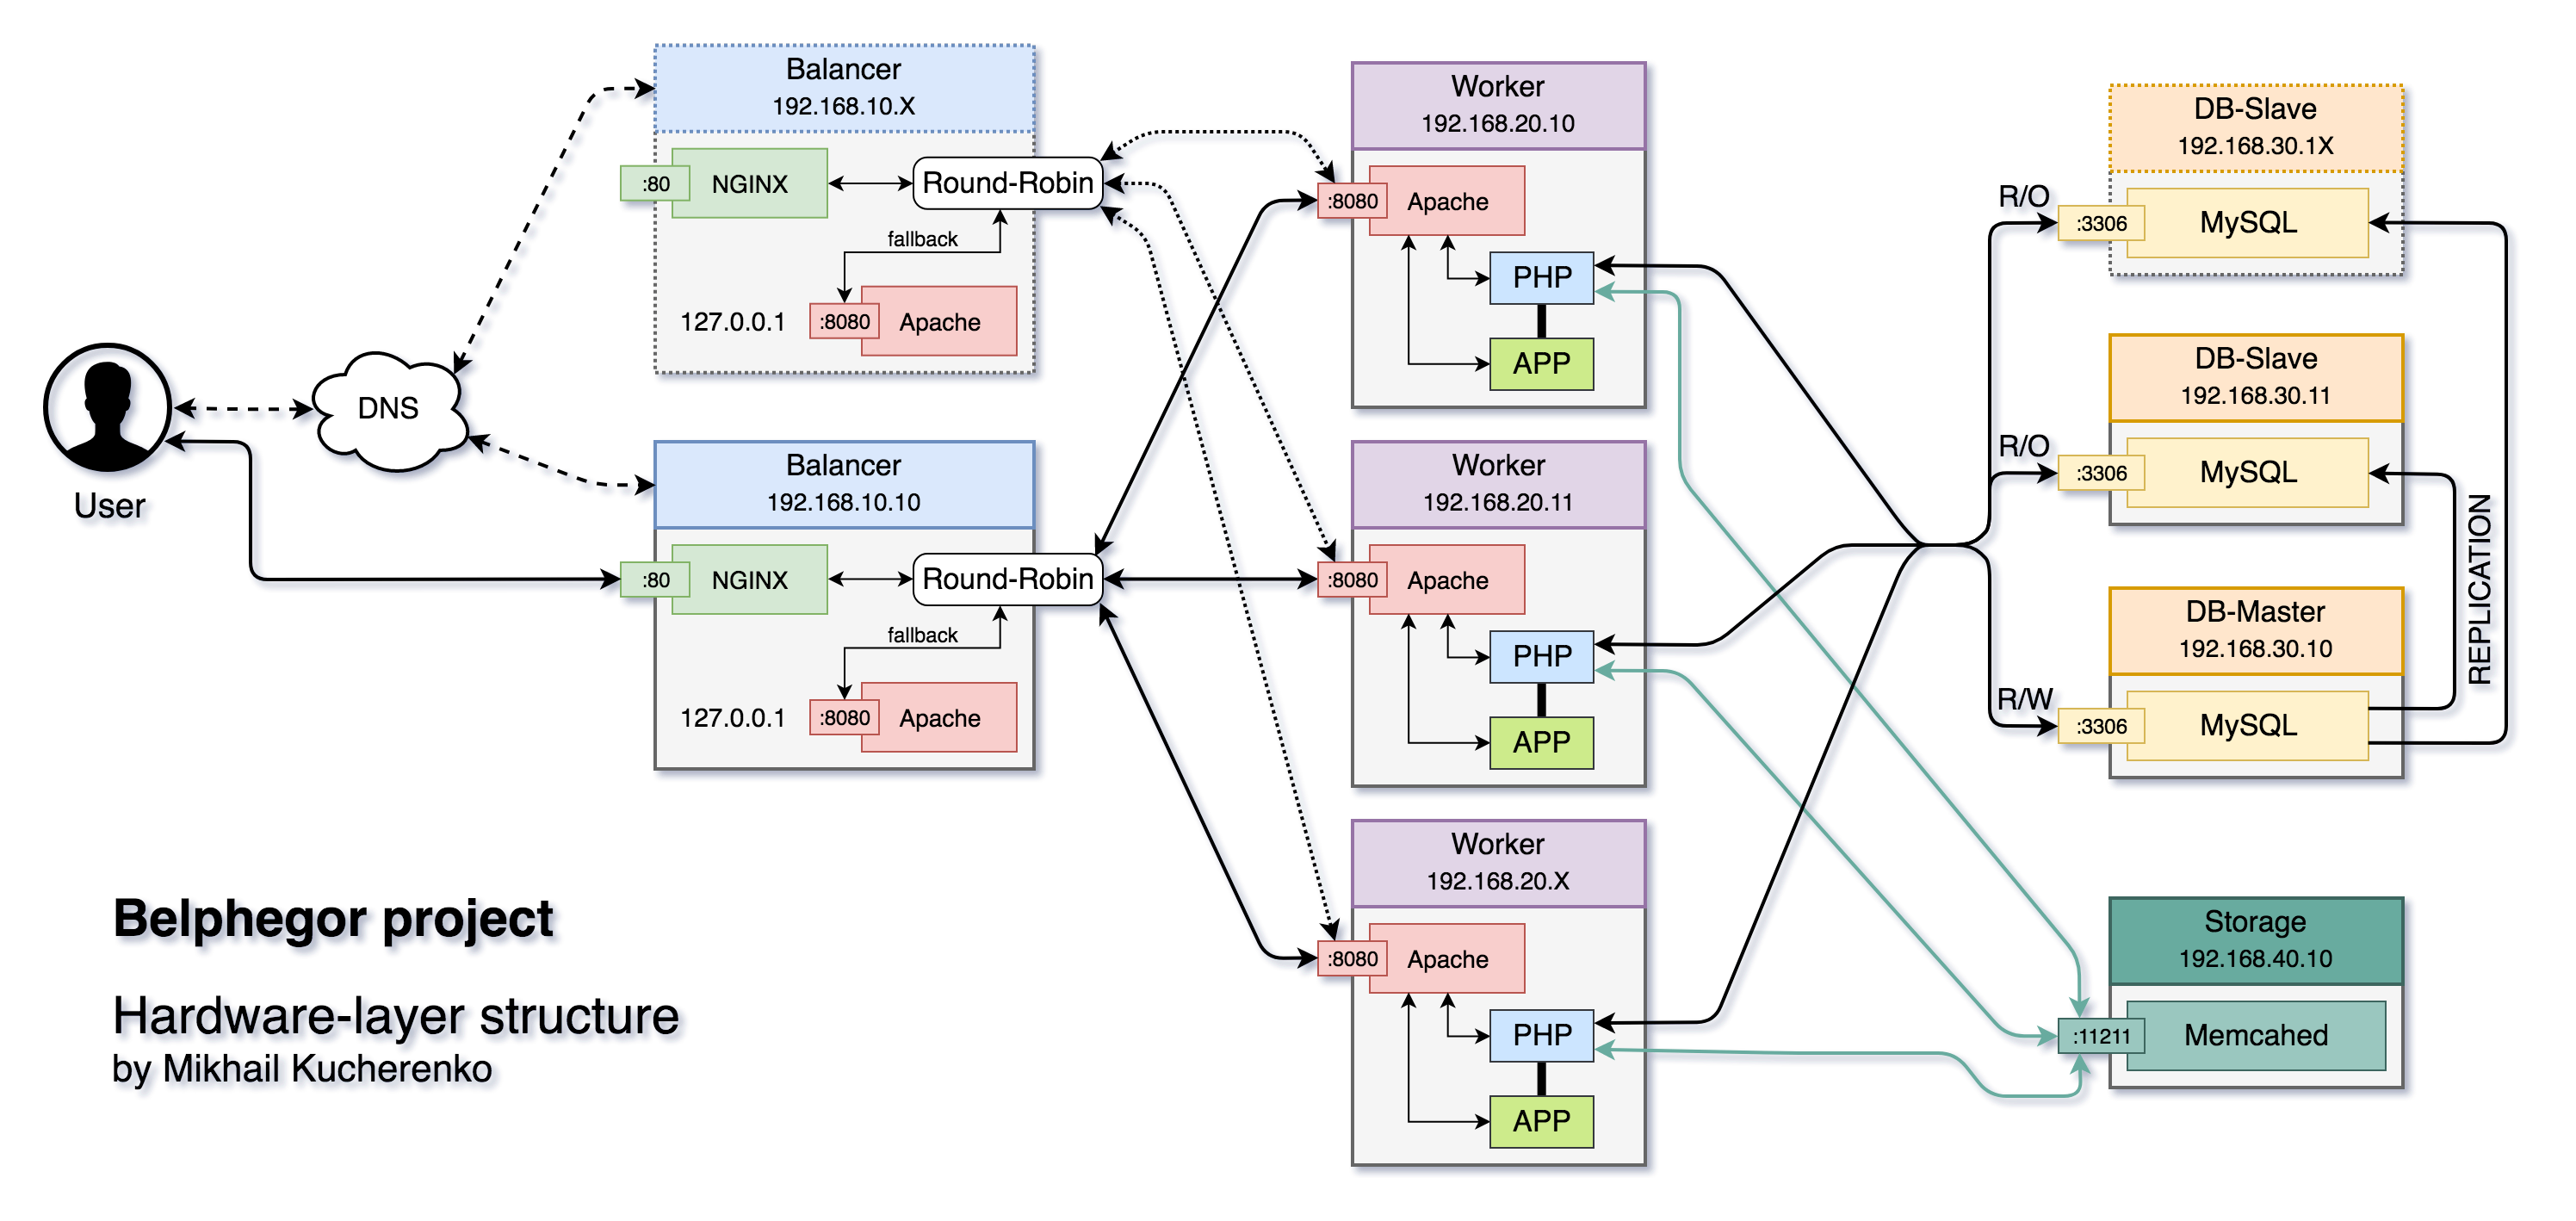 User
DNS
Balancer
192.168.10.X
:80
NGINX
Round-Robin
fallback
127.0.0.1
:8080
Apache
Balancer
192.168.10.10
:80
NGINX
Round-Robin
fallback
127.0.0.1
:8080
Apache
Worker
192.168.20.10
:8080
Apache
PHP
APP
Worker
192.168.20.11
:8080
Apache
PHP
APP
Worker
192.168.20.X
:8080
Apache
PHP
APP
DB-Slave
192.168.30.1X
R/O
:3306
MySQL
DB-Slave
192.168.30.11
R/O
:3306
MySQL
DB-Master
192.168.30.10
R/W
:3306
MySQL
REPLICATION
Storage
192.168.40.10
:11211
Memcahed
Belphegor project
Hardware-layer structure
by Mikhail Kucherenko